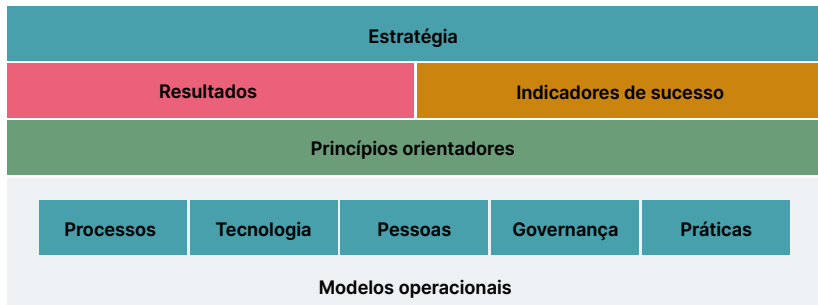 Estratégia
Resultados
Indicadores de sucesso
Princípios orientadores
Processos
Tecnologia
Pessoas
Governança
Práticas
Modelos operacionais